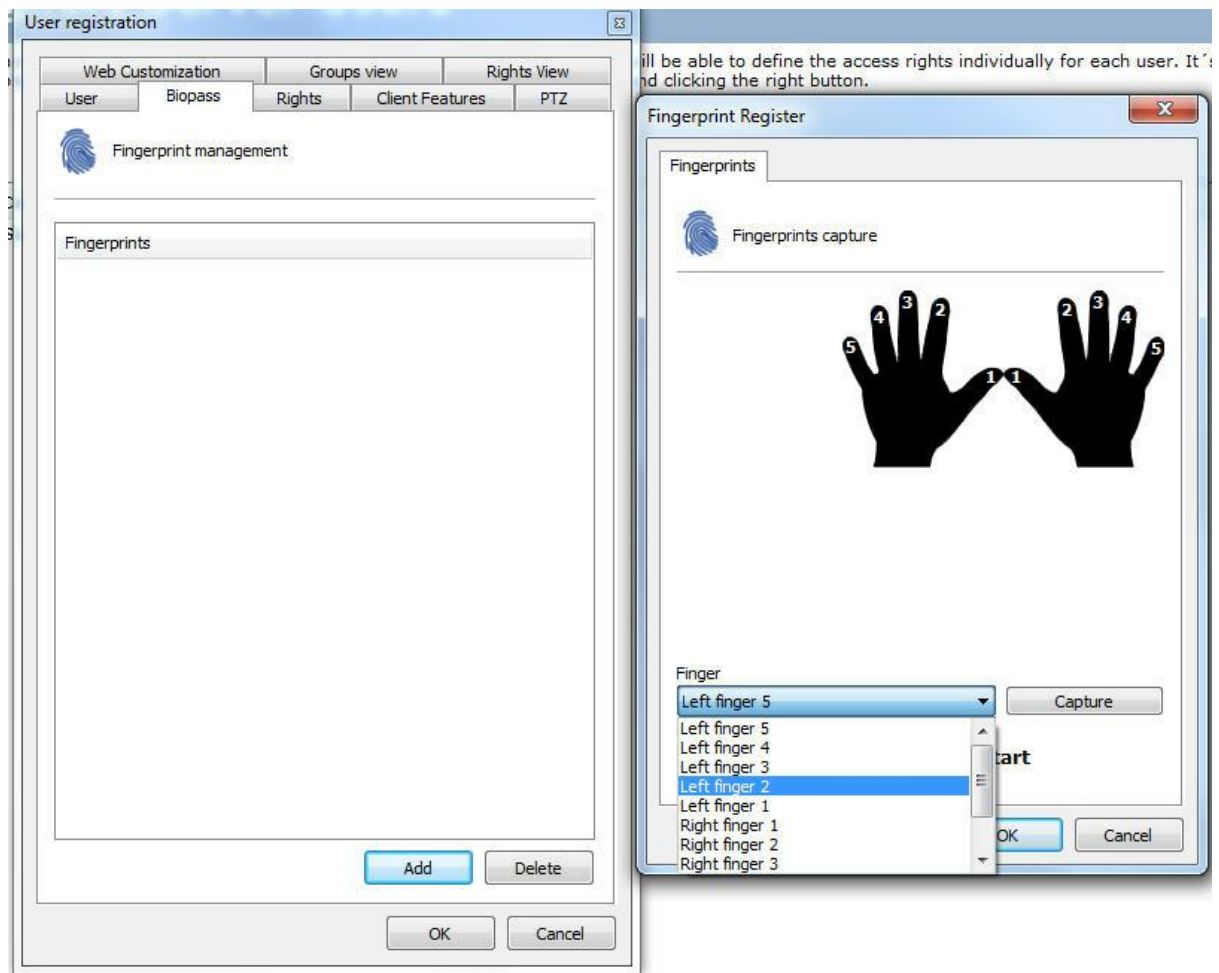 User registration
Web Customization Groups view Rights View
User Biopass Rights Client Features PTZ
Fingerprint management
Fingerprints
Add Delete
OK Cancel
ill be able to define the access rights individually for each user. It´s
nd clicking the right button.
Fingerprint Register
Fingerprints
Fingerprints capture
5 4 3 2 1 1 2 3 4 5
Finger
Left finger 5 Capture
Left finger 5
Left finger 4
Left finger 3
Left finger 2
Left finger 1
Right finger 1
Right finger 2
Right finger 3
tart
OK Cancel